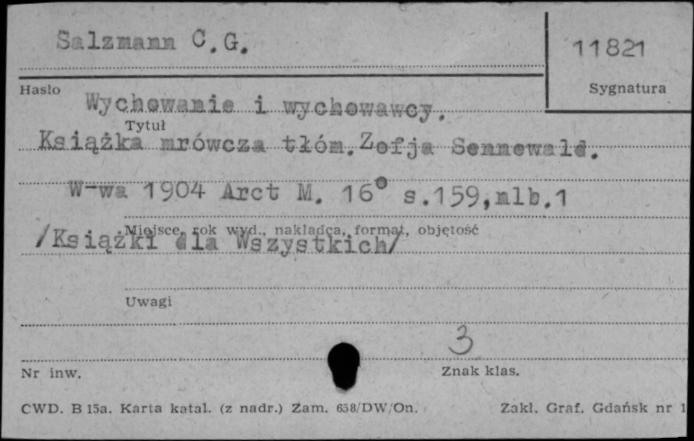 Salzmann C.G.
11821
Hasło
Sygnatura
Wychowanie i wychowawcy.
Tytuł
Książka mrówcza tłóm. Zofja Sennewald.
W-wa 1904 Arct M. 16° s.159,nlb.1
Miejsce, rok wyd., nakładca, format, objętość
/Książki dla Wszystkich/
Uwagi
3
Nr inw.
Znak klas.
CWD. B 15a. Karta katal. (z nadr.) Zam. 658/DW/On.
Zakł. Graf. Gdańsk nr 1